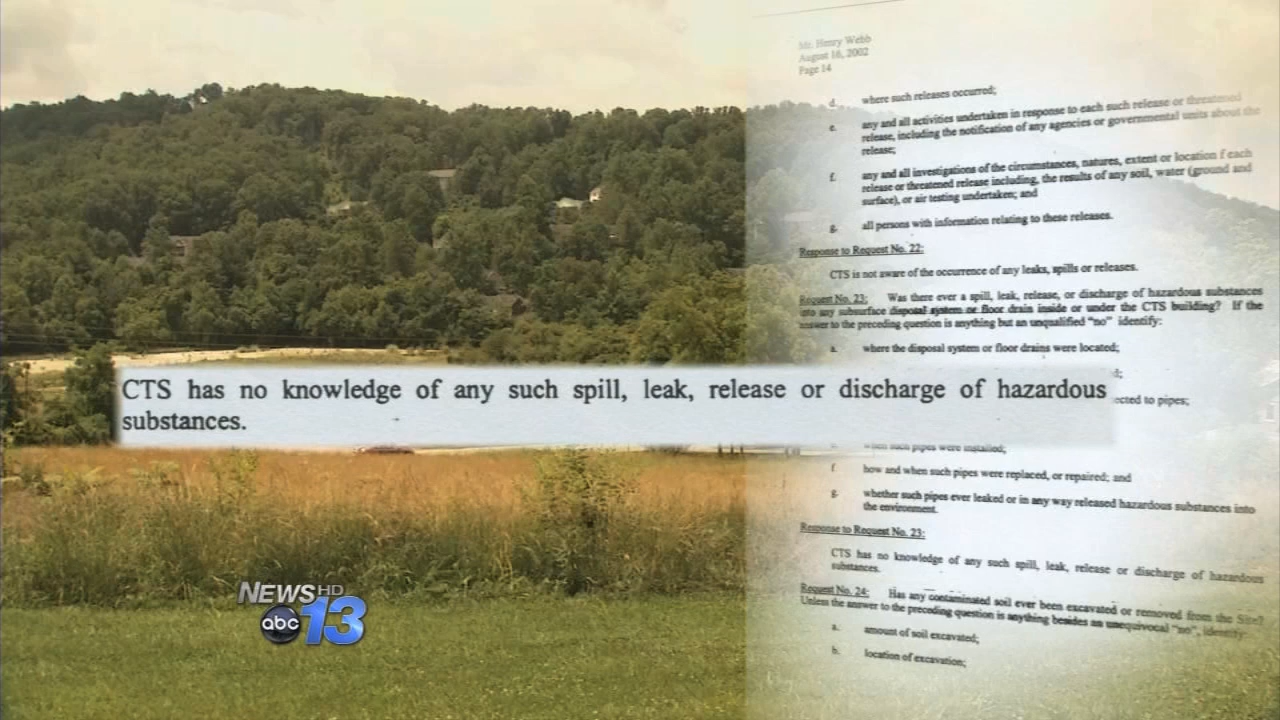 Mr. Henry Webb
August 16, 2002
Page 14
d. where such releases occurred;
e. any and all activities undertaken in response to each such release or threatened
release, including the notification of any agencies or governmental units about the
release;
f. any and all investigations of the circumstances, natures, extent or location f each
release or threatened release including, the results of any soil, water (ground and
surface), or air testing undertaken; and
g. all persons with information relating to these releases.
Response to Request No. 22:
CTS is not aware of the occurrence of any leaks, spills or releases.
Request No. 23: Was there ever a spill, leak, release, or discharge of hazardous substances
into any subsurface disposal system or floor drain inside or under the CTS building? If the
answer to the preceding question is anything but an unqualified "no" identify:
a. where the disposal system or floor drains were located;
CTS has no knowledge of any such spill, leak, release or discharge of hazardous
substances.
ected to pipes;
when such pipes were installed;
f. how and when such pipes were replaced, or repaired; and
g. whether such pipes ever leaked or in any way released hazardous substances into
the environment.
Response to Request No. 23:
CTS has no knowledge of any such spill, leak, release or discharge of hazardous
substances.
Request No. 24: Has any contaminated soil ever been excavated or removed from the Site?
Unless the answer to the preceding question is anything besides an unequivocal "no", identify:
a. amount of soil excavated;
b. location of excavation;
NEWS HD
abc 13